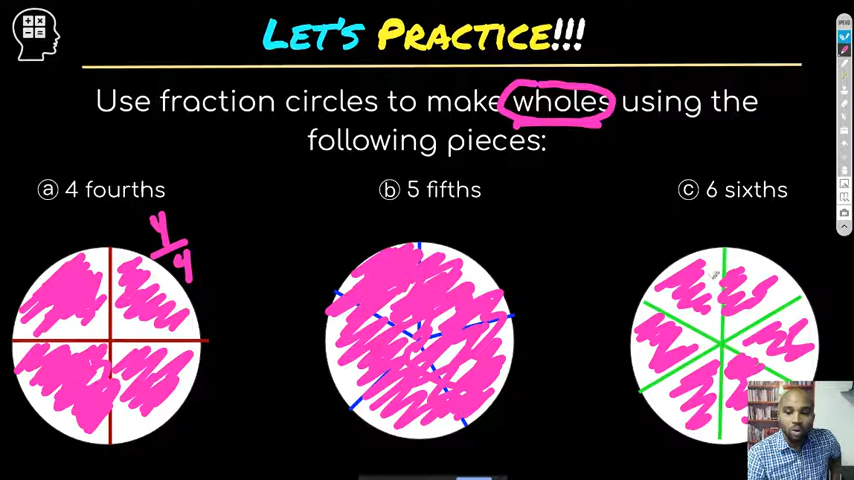 LET'S PRACTICE!!!
Use fraction circles to make wholes using the
following pieces:
ⓐ 4 fourths
ⓑ 5 fifths
ⓒ 6 sixths
4/4